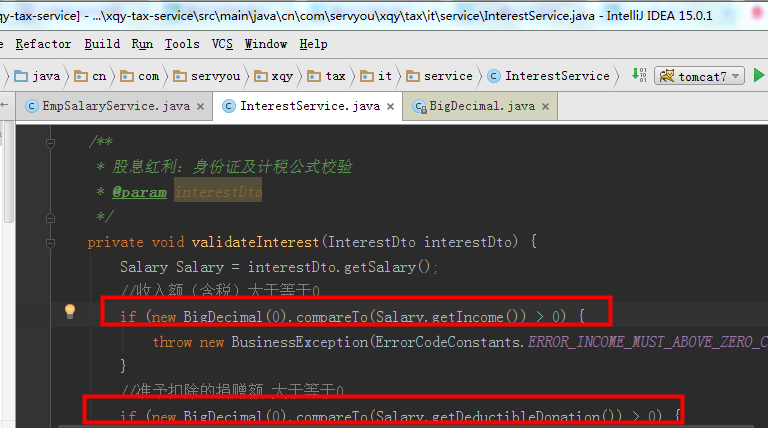 xqy-tax-service] - ...\xqy-tax-service\src\main\java\cn\com\servyou\xqy\tax\it\service\InterestService.java - IntelliJ IDEA 15.0.1
Refactor Build Run Tools VCS Window Help
java cn com servyou xqy tax it service InterestService tomcat7
EmpSalaryService.java × InterestService.java × BigDecimal.java ×
/**
* 股息红利：身份证及计税公式校验
* @param interestDto
*/
private void validateInterest(InterestDto interestDto) {
Salary Salary = interestDto.getSalary();
//收入额（含税）大于等于0
if (new BigDecimal(0).compareTo(Salary.getIncome()) > 0) {
throw new BusinessException(ErrorCodeConstants.ERROR_INCOME_MUST_ABOVE_ZERO_C
}
//准予扣除的捐赠额 大于等于0
if (new BigDecimal(0).compareTo(Salary.getDeductibleDonation()) > 0) {